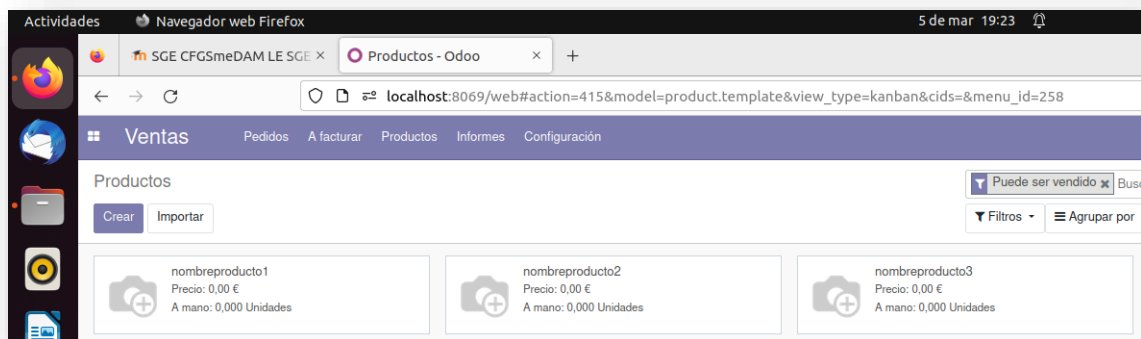 Actividades Navegador web Firefox 5 de mar 19:23
SGE CFGSmeDAM LE SGE × Productos - Odoo × +
localhost:8069/web#action=415&model=product.template&view_type=kanban&cids=&menu_id=258
Ventas Pedidos A facturar Productos Informes Configuración
Productos Puede ser vendido × Busc
Crear Importar Filtros Agrupar por
nombreproducto1 nombreproducto2 nombreproducto3
Precio: 0,00 € Precio: 0,00 € Precio: 0,00 €
A mano: 0,000 Unidades A mano: 0,000 Unidades A mano: 0,000 Unidades